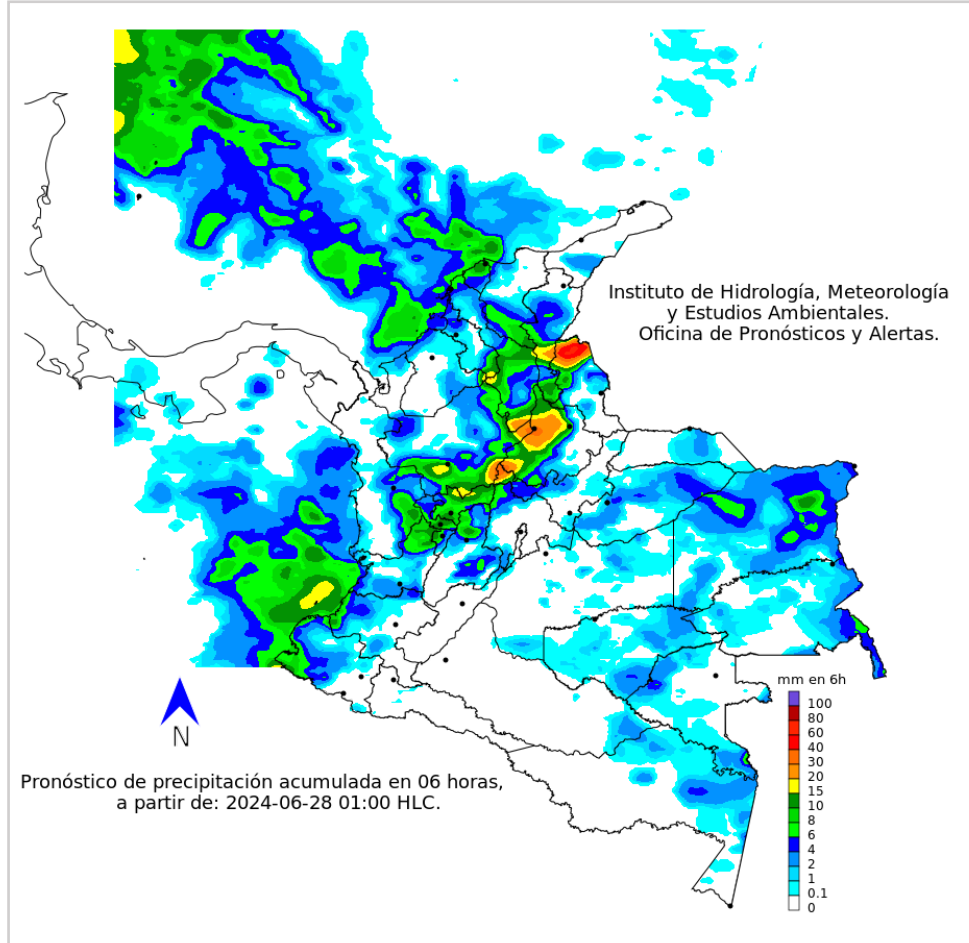 Instituto de Hidrología, Meteorología
y Estudios Ambientales.
Oficina de Pronósticos y Alertas.
mm en 6h
100
80
60
40
30
20
15
10
8
6
4
2
1
0.1
0
N
Pronóstico de precipitación acumulada en 06 horas,
a partir de: 2024-06-28 01:00 HLC.